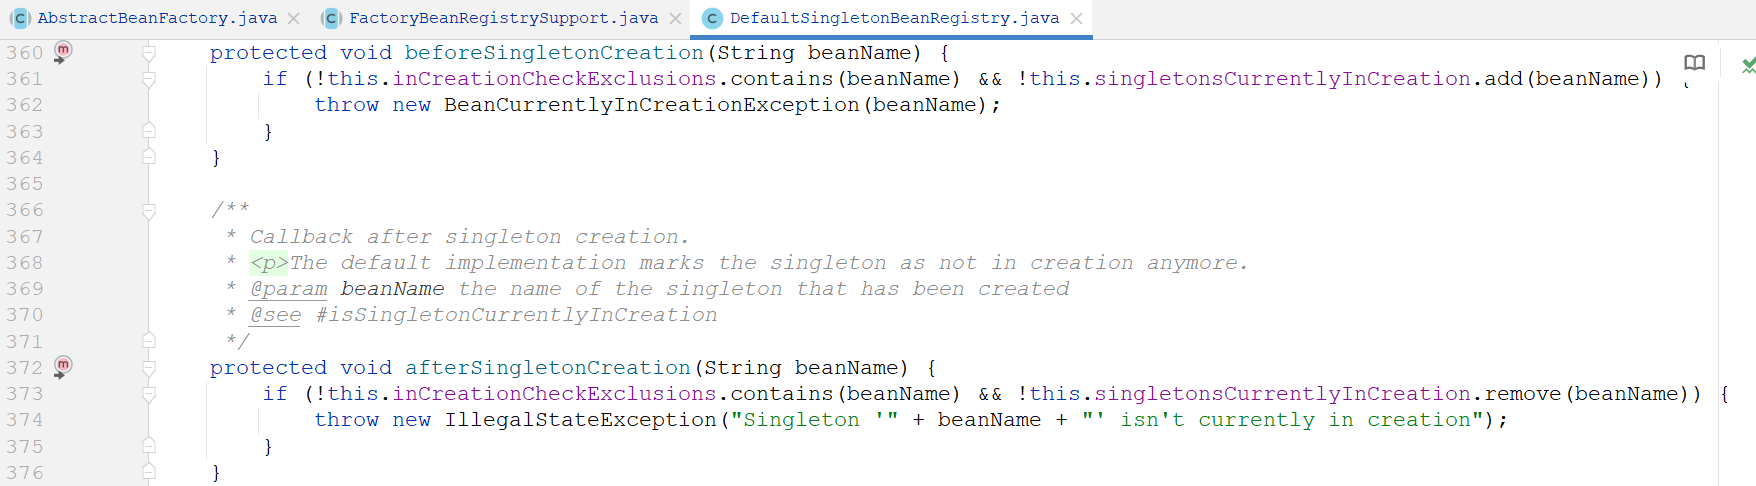 AbstractBeanFactory.java FactoryBeanRegistrySupport.java DefaultSingletonBeanRegistry.java
360 protected void beforeSingletonCreation(String beanName) {
361 if (!this.inCreationCheckExclusions.contains(beanName) && !this.singletonsCurrentlyInCreation.add(beanName)) {
362 throw new BeanCurrentlyInCreationException(beanName);
363 }
364 }
365
366 /**
367 * Callback after singleton creation.
368 * <p>The default implementation marks the singleton as not in creation anymore.
369 * @param beanName the name of the singleton that has been created
370 * @see #isSingletonCurrentlyInCreation
371 */
372 protected void afterSingletonCreation(String beanName) {
373 if (!this.inCreationCheckExclusions.contains(beanName) && !this.singletonsCurrentlyInCreation.remove(beanName)) {
374 throw new IllegalStateException("Singleton '" + beanName + "' isn't currently in creation");
375 }
376 }